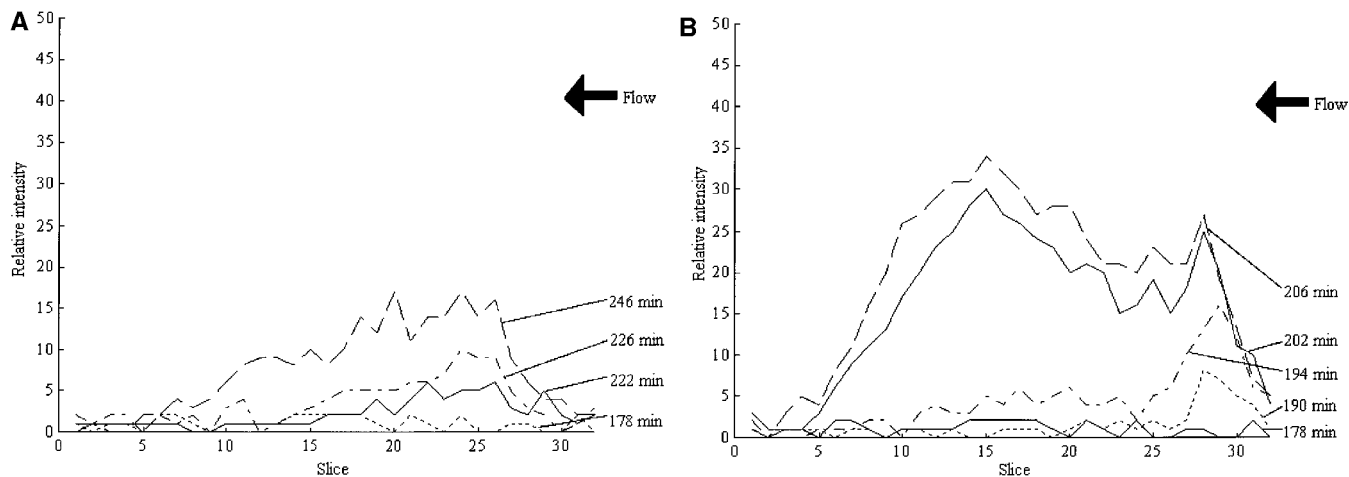 A
50
45
40
35
30
25
20
15
10
5
0
Relative intensity
0 5 10 15 20 25 30
Slice
Flow
246 min
226 min
222 min
178 min
B
50
45
40
35
30
25
20
15
10
5
0
Relative intensity
0 5 10 15 20 25 30
Slice
Flow
206 min
202 min
194 min
190 min
178 min